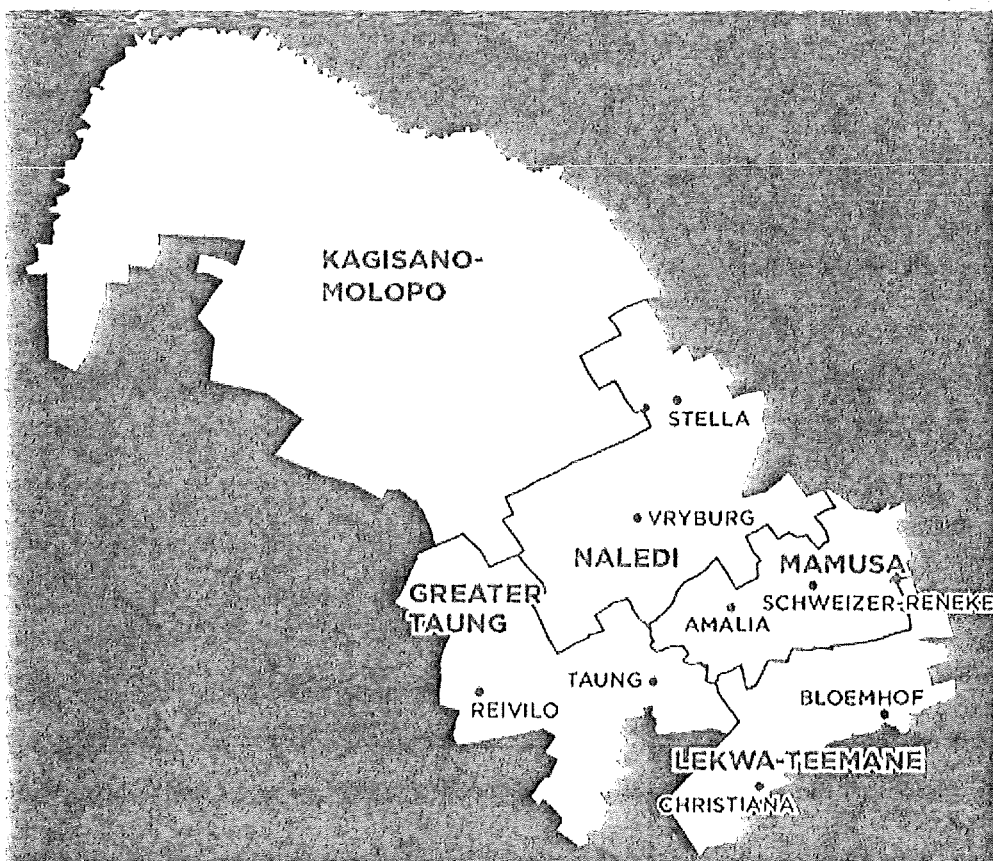 KAGISANO-
MOLOPO
STELLA
VRYBURG
NALEDI
MAMUSA
GREATER
TAUNG
SCHWEIZER-RENEKE
AMALIA
TAUNG
REIVILO
BLOEMHOF
LEKWA-TEEMANE
CHRISTIANA